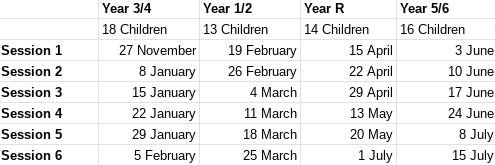 Year 3/4 Year 1/2 Year R Year 5/6
18 Children 13 Children 14 Children 16 Children
Session 1 27 November 19 February 15 April 3 June
Session 2 8 January 26 February 22 April 10 June
Session 3 15 January 4 March 29 April 17 June
Session 4 22 January 11 March 13 May 24 June
Session 5 29 January 18 March 20 May 8 July
Session 6 5 February 25 March 1 July 15 July